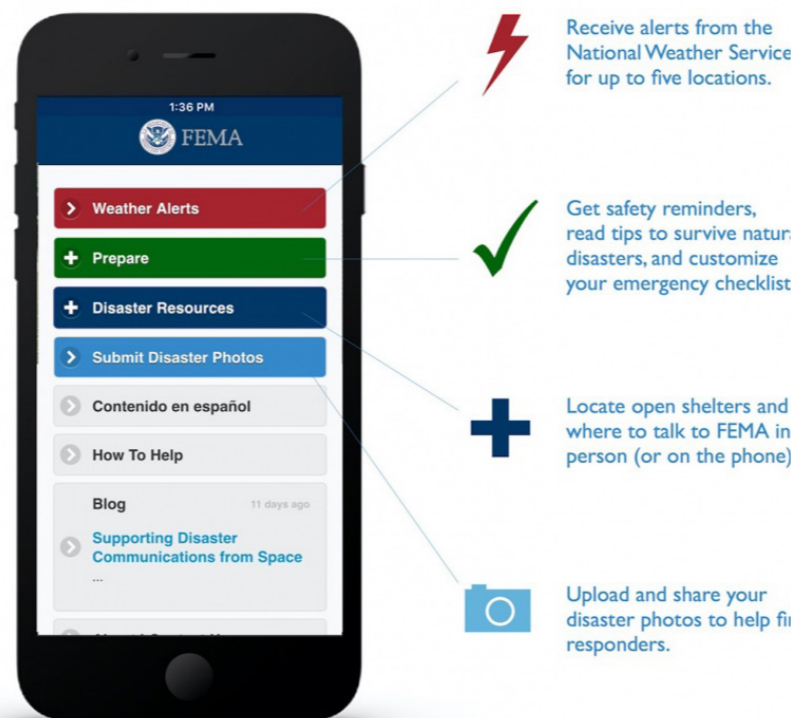 1:36 PM
FEMA
Weather Alerts
Prepare
Disaster Resources
Submit Disaster Photos
Contenido en español
How To Help
Blog 11 days ago
Supporting Disaster
Communications from Space
...
Receive alerts from the
National Weather Service
for up to five locations.
Get safety reminders,
read tips to survive
disasters, and customize
your emergency checklist
Locate open shelters and
where to talk to FEMA in
person (or on the phone)
Upload and share your
disaster photos to help
responders.